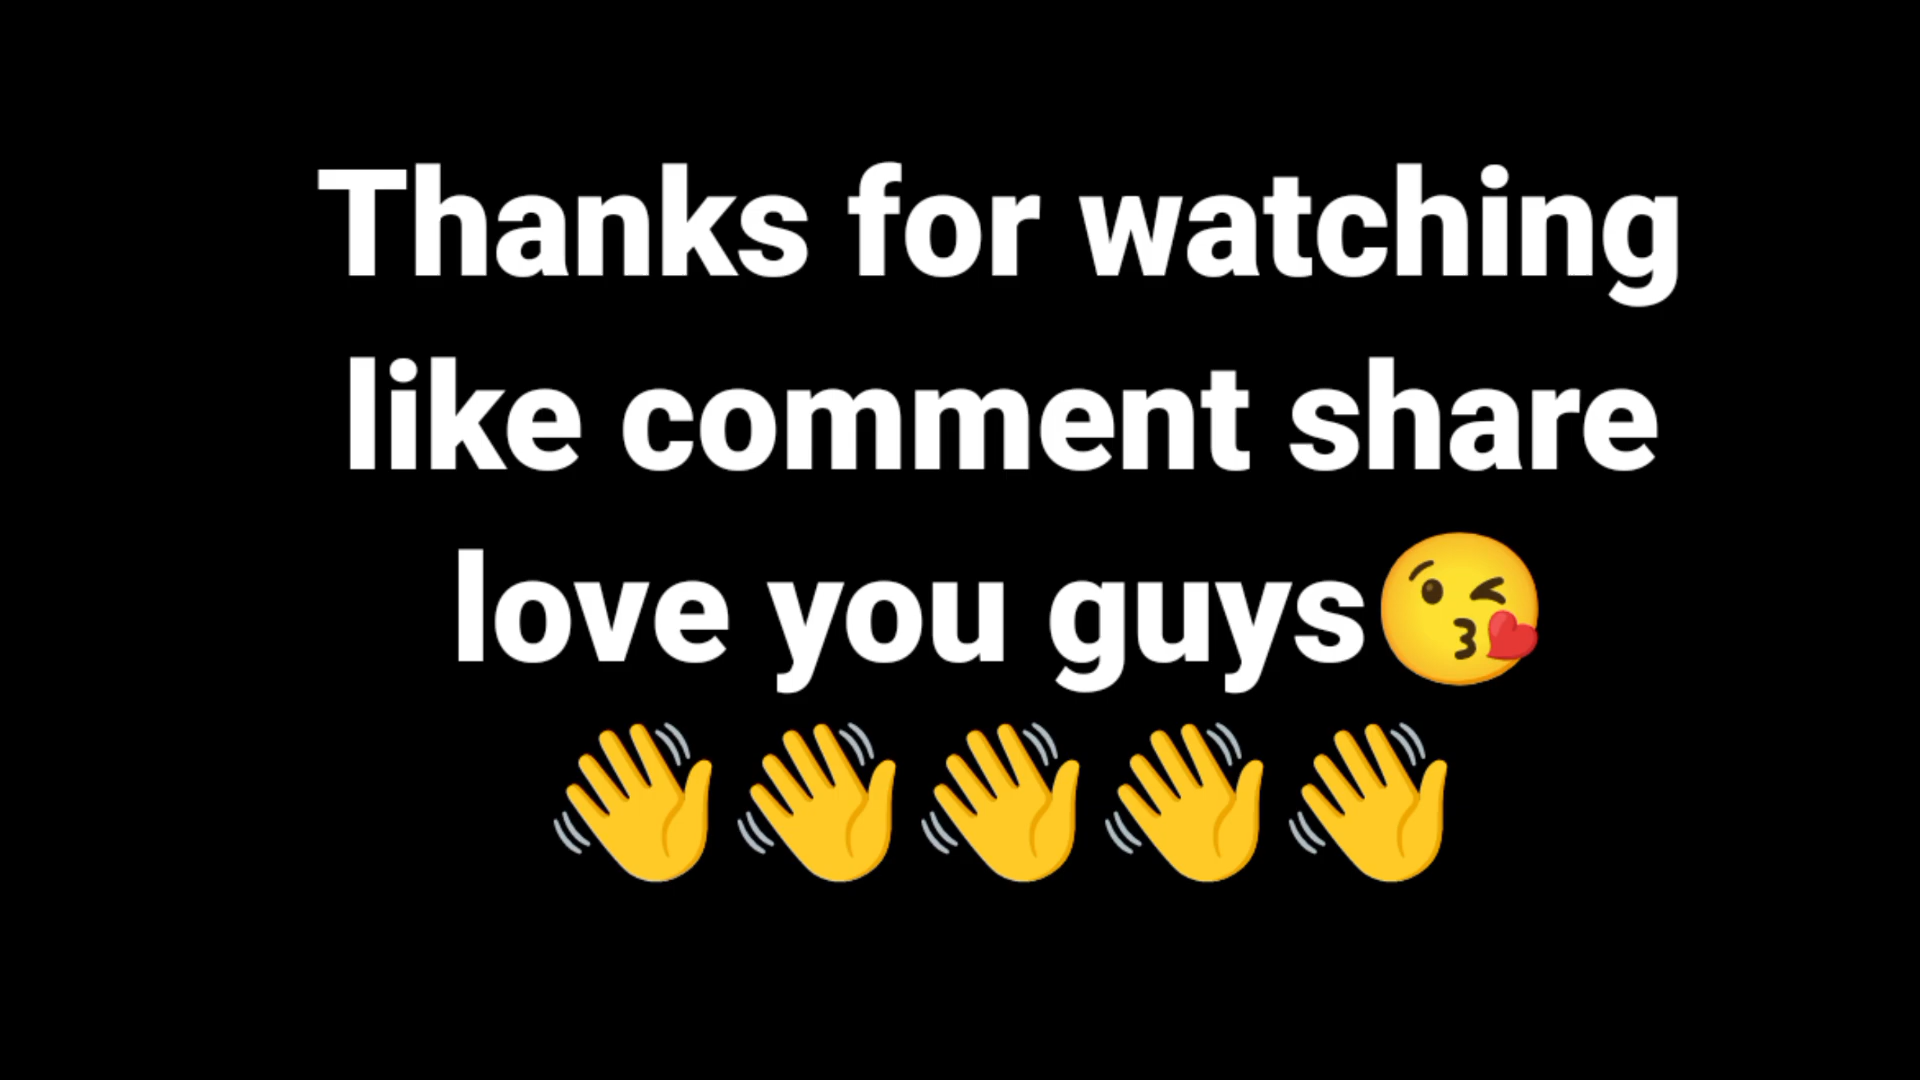 Thanks for watching
like comment share
love you guys😘
👋👋👋👋👋